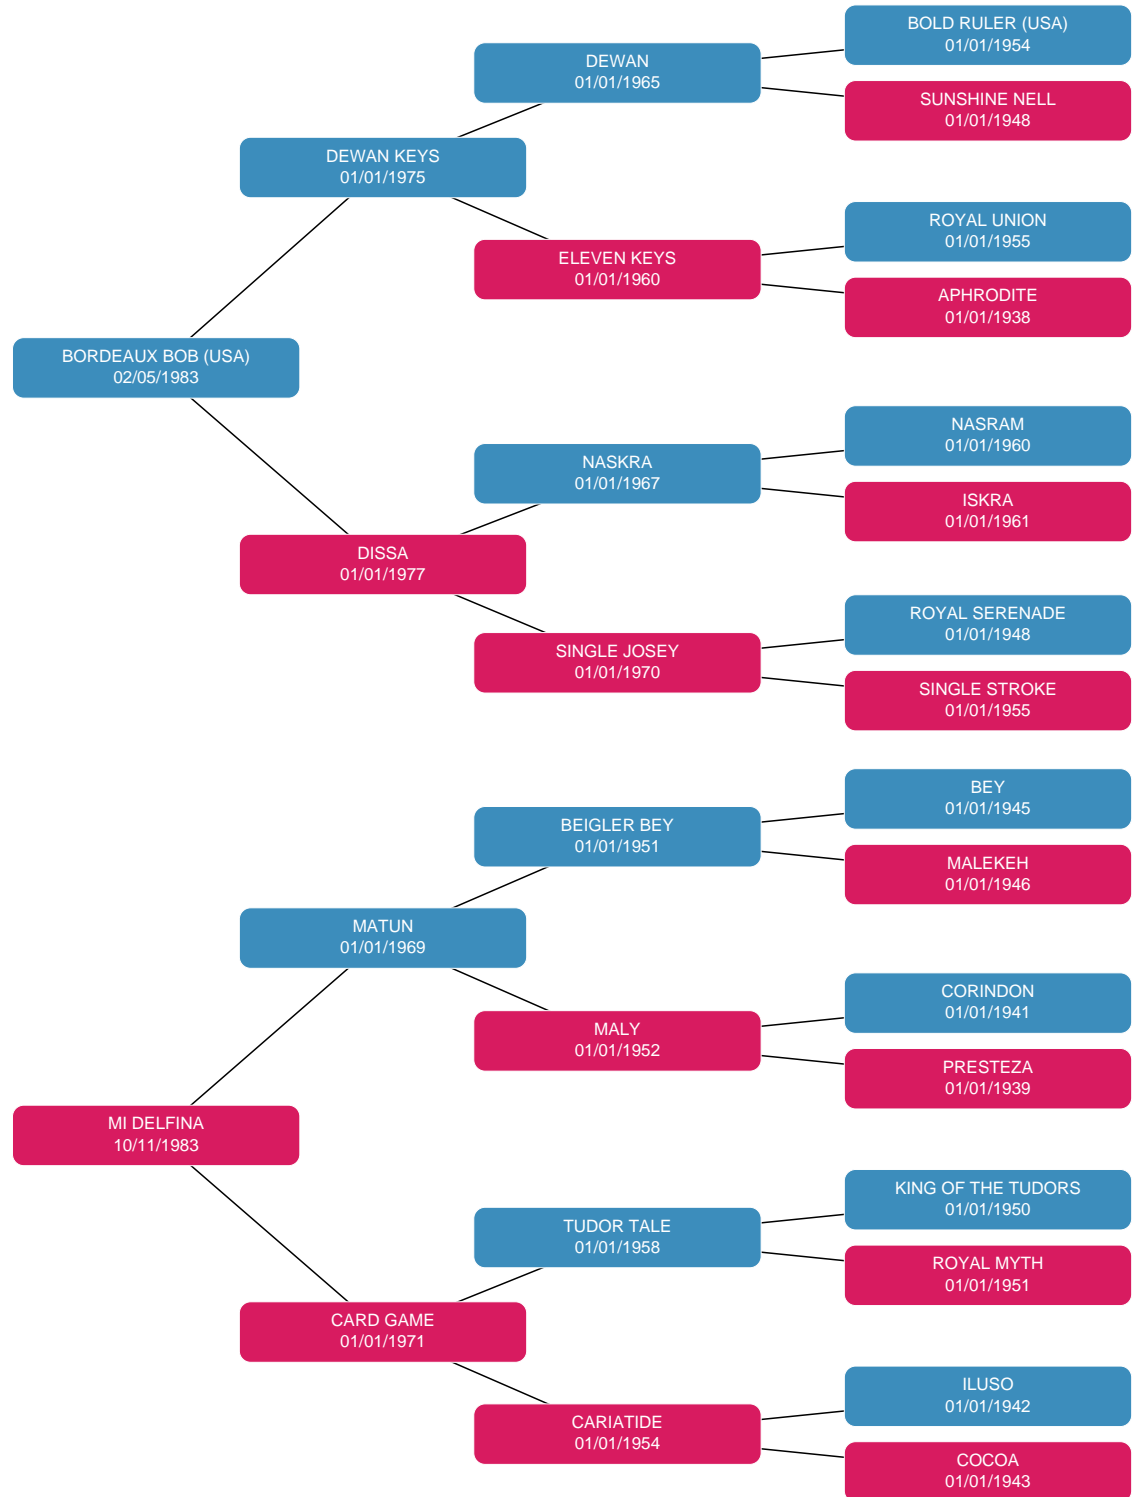 BOLD RULER (USA)
01/01/1954
DEWAN
01/01/1965
SUNSHINE NELL
01/01/1948
DEWAN KEYS
01/01/1975
ROYAL UNION
01/01/1955
ELEVEN KEYS
01/01/1960
APHRODITE
01/01/1938
BORDEAUX BOB (USA)
02/05/1983
NASRAM
01/01/1960
NASKRA
01/01/1967
ISKRA
01/01/1961
DISSA
01/01/1977
ROYAL SERENADE
01/01/1948
SINGLE JOSEY
01/01/1970
SINGLE STROKE
01/01/1955
BEY
01/01/1945
BEIGLER BEY
01/01/1951
MALEKEH
01/01/1946
MATUN
01/01/1969
CORINDON
01/01/1941
MALY
01/01/1952
PRESTEZA
01/01/1939
MI DELFINA
10/11/1983
KING OF THE TUDORS
01/01/1950
TUDOR TALE
01/01/1958
ROYAL MYTH
01/01/1951
CARD GAME
01/01/1971
ILUSO
01/01/1942
CARIATIDE
01/01/1954
COCOA
01/01/1943